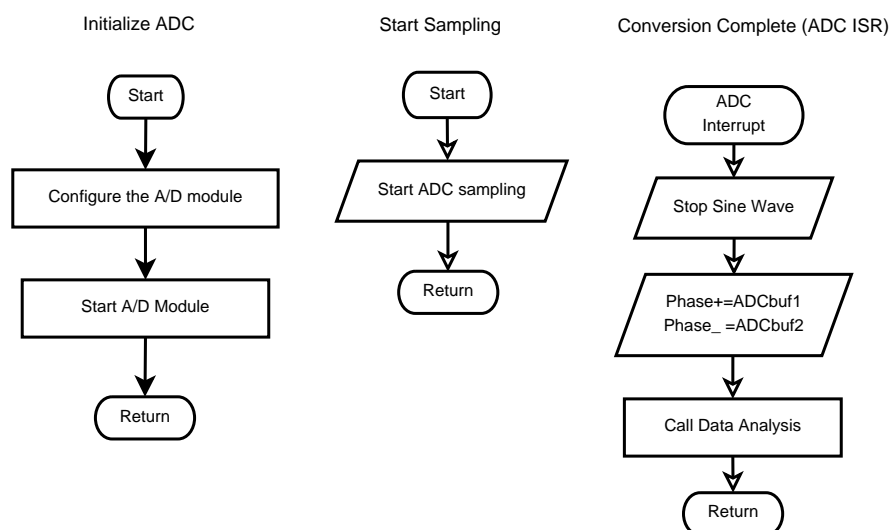 Initialize ADC
Start
Configure the A/D module
Start A/D Module
Return
Start Sampling
Start
Start ADC sampling
Return
Conversion Complete (ADC ISR)
ADC
Interrupt
Stop Sine Wave
Phase+=ADCbuf1
Phase_ =ADCbuf2
Call Data Analysis
Return